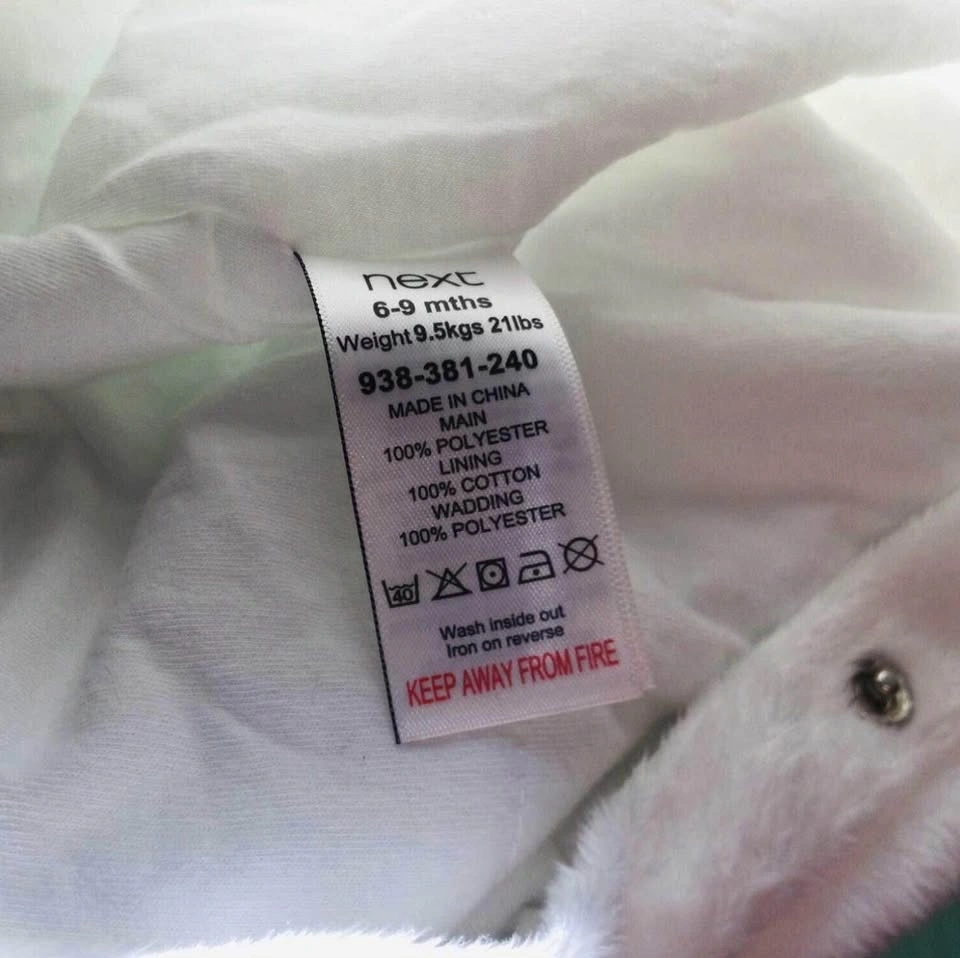 next
6-9 mths
Weight 9.5kgs 21lbs
938-381-240
MADE IN CHINA
MAIN
100% POLYESTER
LINING
100% COTTON
WADDING
100% POLYESTER
40
Wash inside out
Iron on reverse
KEEP AWAY FROM FIRE